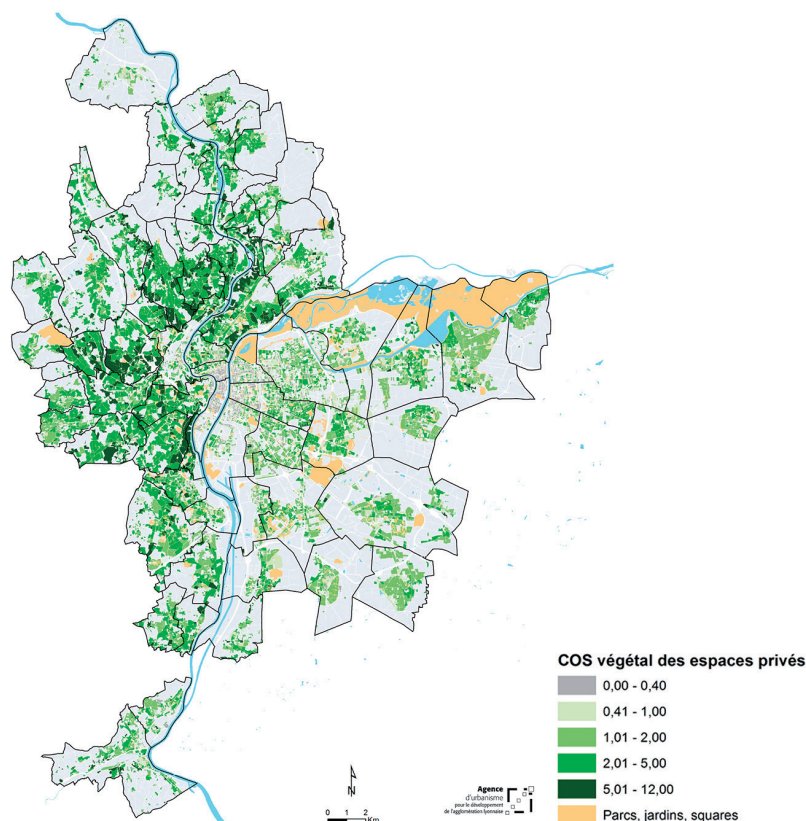 COS végétal des espaces privés
0,00 - 0,40
0,41 - 1,00
1,01 - 2,00
2,01 - 5,00
5,01 - 12,00
Parcs, jardins, squares
N
0 1 2
Km
Agence
d'urbanisme
pour le développement
de l'agglomération lyonnaise